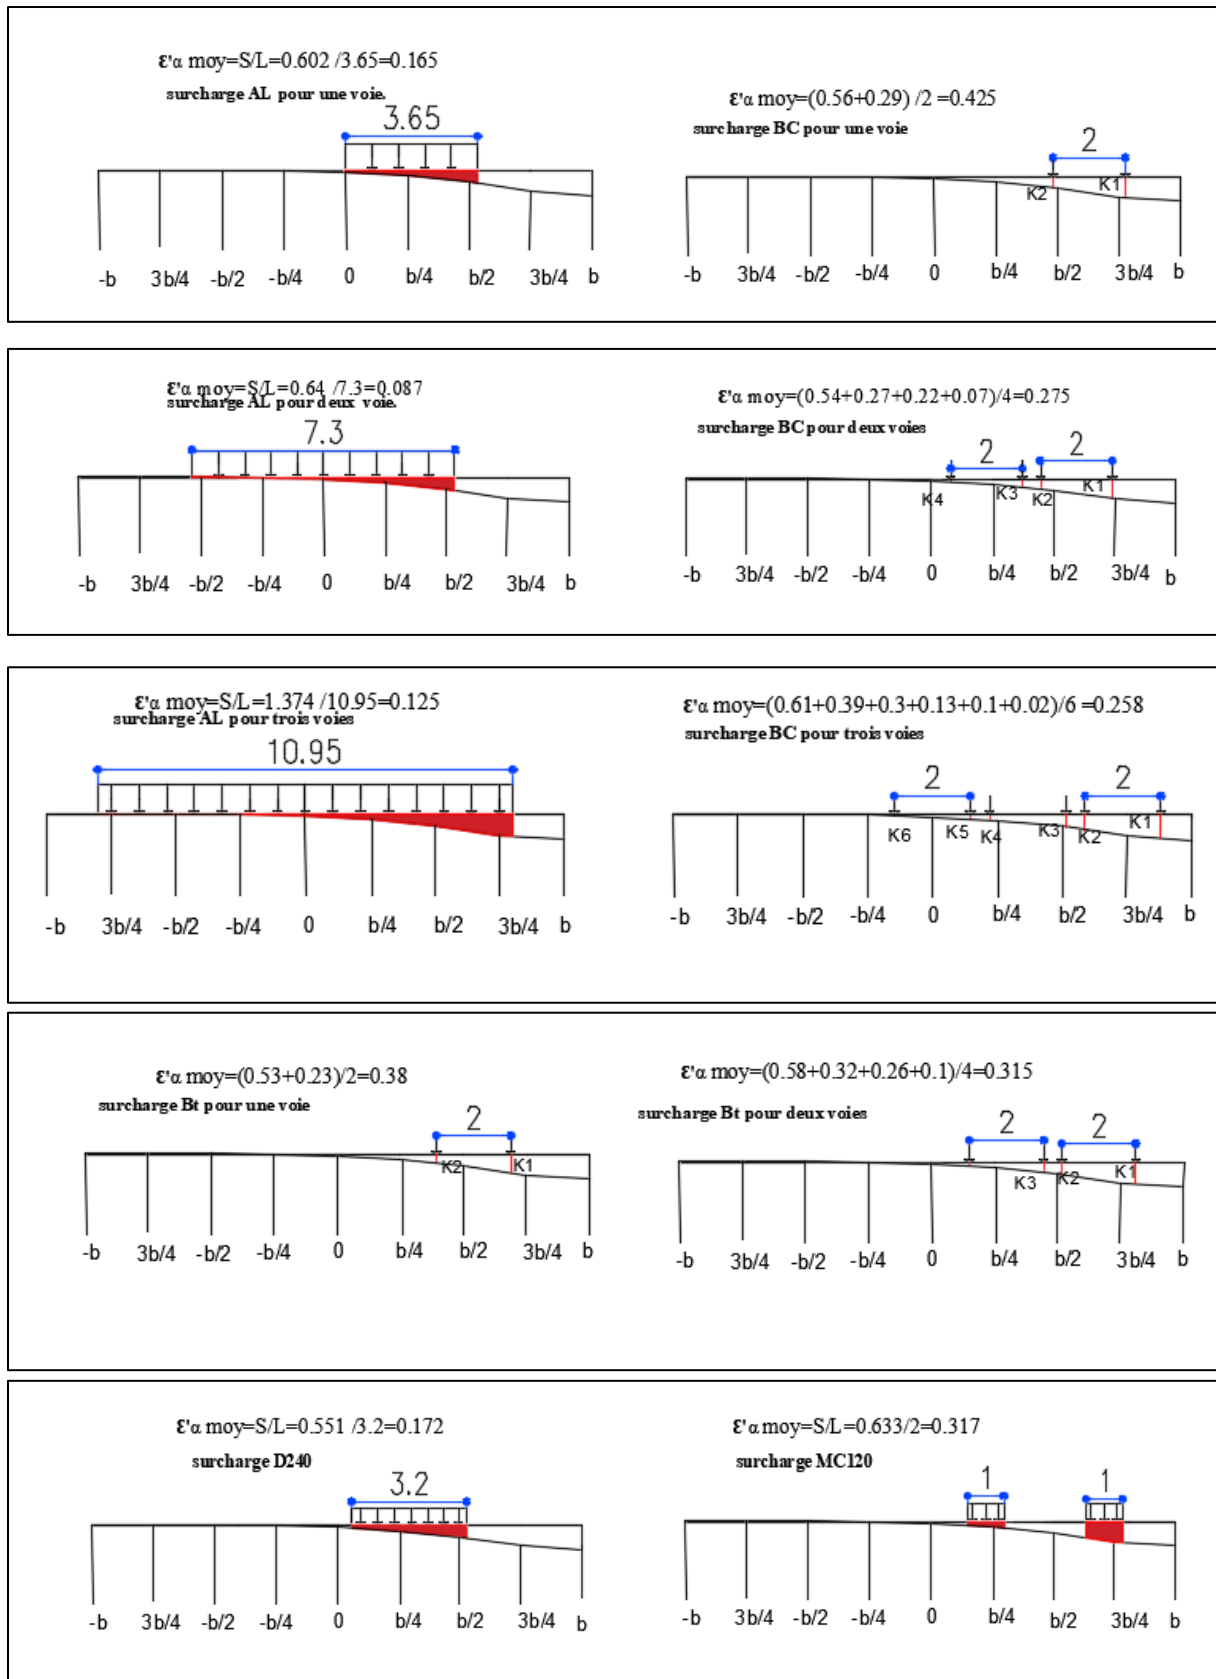 ε'α moy=S/L=0.602 /3.65=0.165
surcharge AL pour une voie.
3.65
-b 3b/4 -b/2 -b/4 0 b/4 b/2 3b/4 b
ε'α moy=(0.56+0.29) /2 =0.425
surcharge BC pour une voie
2
K2 K1
-b 3b/4 -b/2 -b/4 0 b/4 b/2 3b/4 b
ε'α moy=S/L=0.64 /7.3=0.087
surcharge AL pour deux voie.
7.3
-b 3b/4 -b/2 -b/4 0 b/4 b/2 3b/4 b
ε'α moy=(0.54+0.27+0.22+0.07)/4=0.275
surcharge BC pour deux voies
2 2
K4 K3 K2 K1
-b 3b/4 -b/2 -b/4 0 b/4 b/2 3b/4 b
ε'α moy=S/L=1.374 /10.95=0.125
surcharge AL pour trois voies
10.95
-b 3b/4 -b/2 -b/4 0 b/4 b/2 3b/4 b
ε'α moy=(0.61+0.39+0.3+0.13+0.1+0.02)/6 =0.258
surcharge BC pour trois voies
2 2
K6 K5 K4 K3 K2 K1
-b 3b/4 -b/2 -b/4 0 b/4 b/2 3b/4 b
ε'α moy=(0.53+0.23)/2=0.38
surcharge Bt pour une voie
2
K2 K1
-b 3b/4 -b/2 -b/4 0 b/4 b/2 3b/4 b
ε'α moy=(0.58+0.32+0.26+0.1)/4=0.315
surcharge Bt pour deux voies
2 2
K3 K2 K1
-b 3b/4 -b/2 -b/4 0 b/4 b/2 3b/4 b
ε'α moy=S/L=0.551 /3.2=0.172
surcharge D240
3.2
-b 3b/4 -b/2 -b/4 0 b/4 b/2 3b/4 b
ε'α moy=S/L=0.633/2=0.317
surcharge MC120
1 1
-b 3b/4 -b/2 -b/4 0 b/4 b/2 3b/4 b